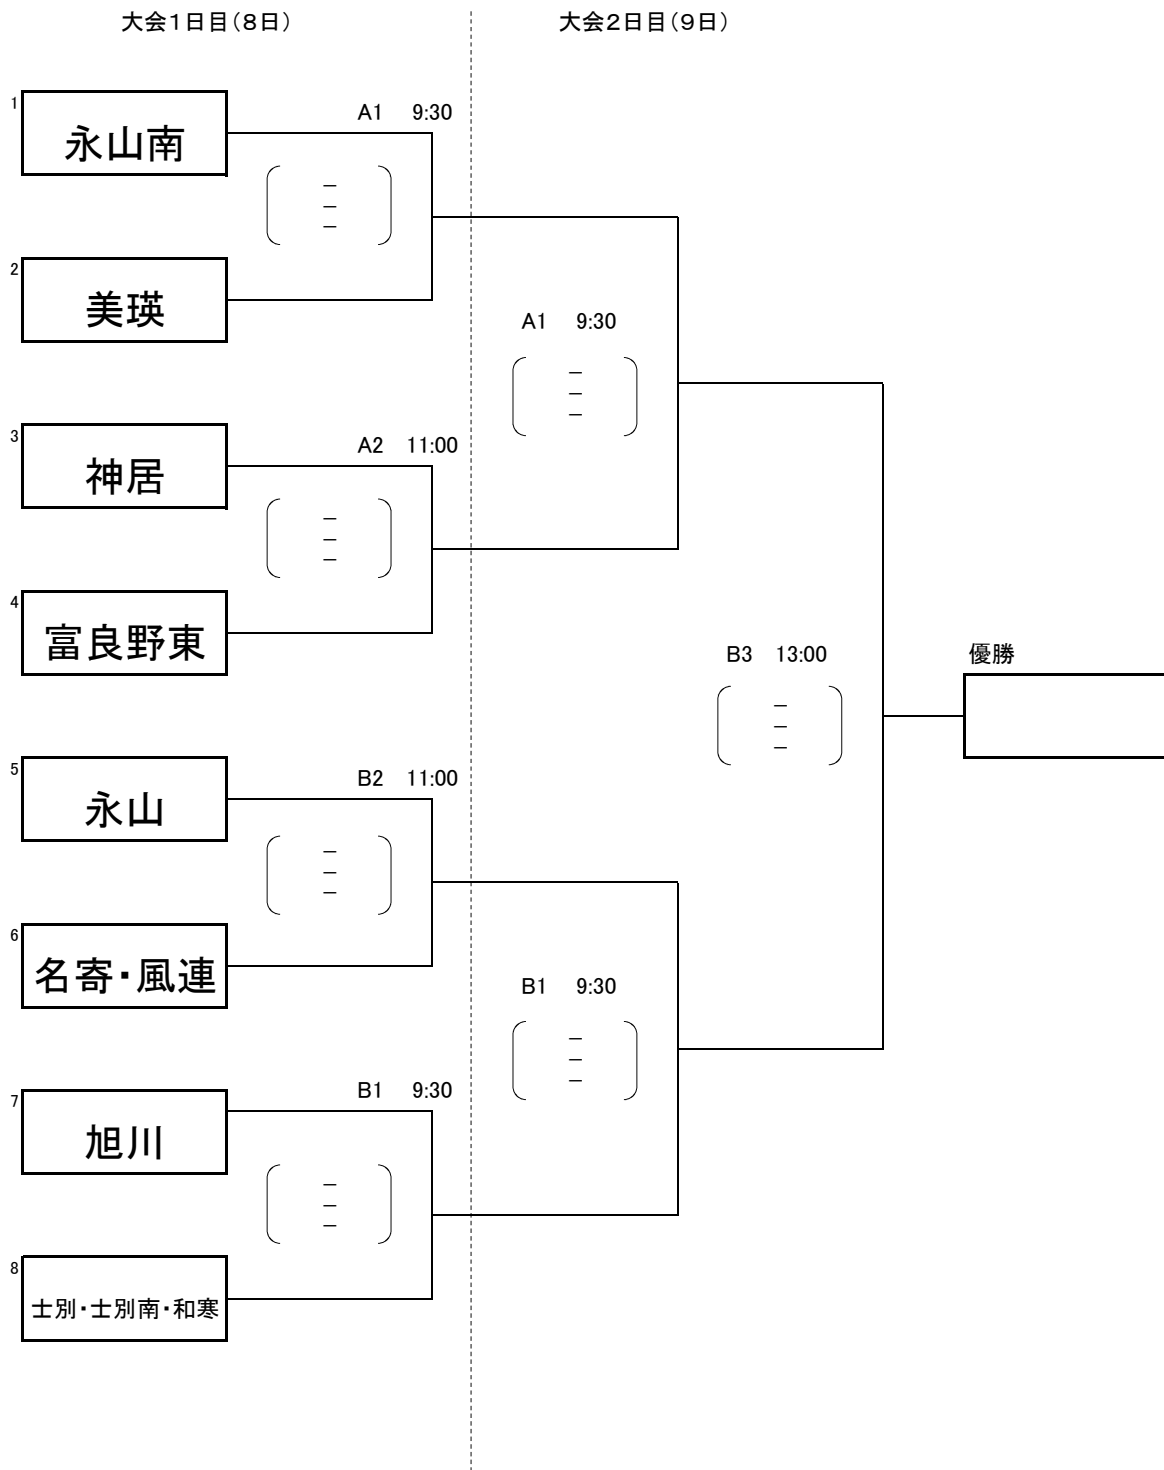 大会1日目(8日)　大会2日目(9日)
1
永山南
A1　9:30
－
－
－
2
美瑛
A1　9:30
－
－
－
3
神居
A2　11:00
－
－
－
4
富良野東
B3　13:00
－
－
－
優勝
5
永山
B2　11:00
－
－
－
6
名寄・風連
B1　9:30
－
－
－
7
旭川
B1　9:30
－
－
－
8
士別・士別南・和寒